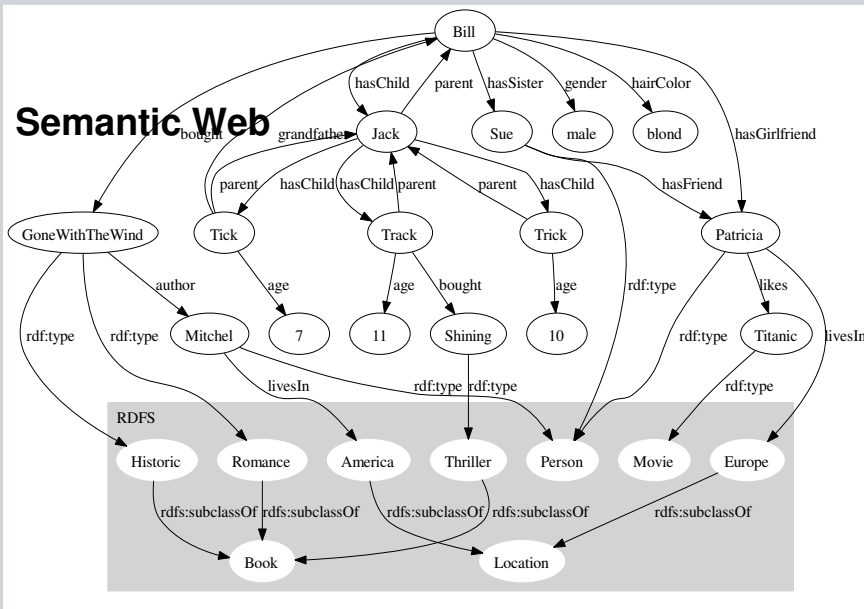 Bill
hasChild parent hasSister gender hairColor
Semantic Web
bought grandfather Jack Sue male blond hasGirlfriend
parent hasChild hasChild parent parent hasChild hasFriend
GoneWithTheWind Tick Track Trick Patricia
author age age bought age rdf:type likes
rdf:type rdf:type Mitchel 7 11 Shining 10 rdf:type Titanic livesIn
livesIn rdf:type rdf:type rdf:type
RDFS
Historic Romance America Thriller Person Movie Europe
rdfs:subclassOf rdfs:subclassOf rdfs:subclassOf rdfs:subclassOf rdfs:subclassOf
Book Location